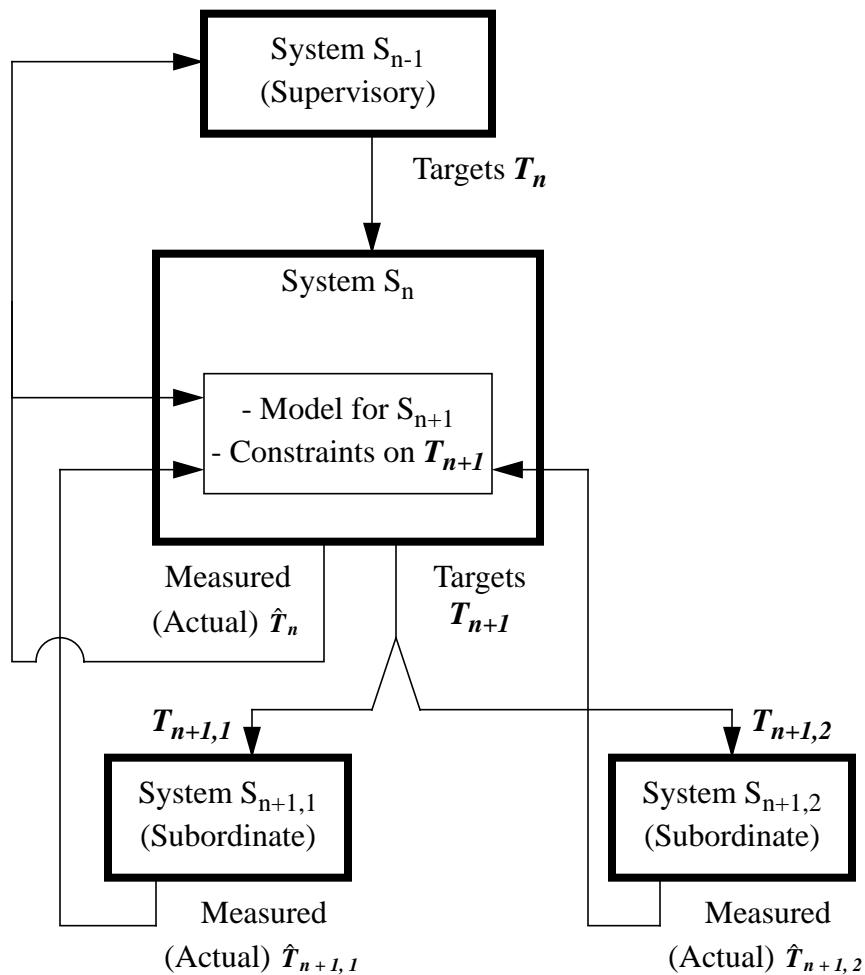 System S_{n-1}
(Supervisory)
Targets T_n
System S_n
- Model for S_{n+1}
- Constraints on T_{n+1}
Measured
(Actual) T̂_n
Targets
T_{n+1}
T_{n+1,1}
T_{n+1,2}
System S_{n+1,1}
(Subordinate)
System S_{n+1,2}
(Subordinate)
Measured
(Actual) T̂_{n+1,1}
Measured
(Actual) T̂_{n+1,2}